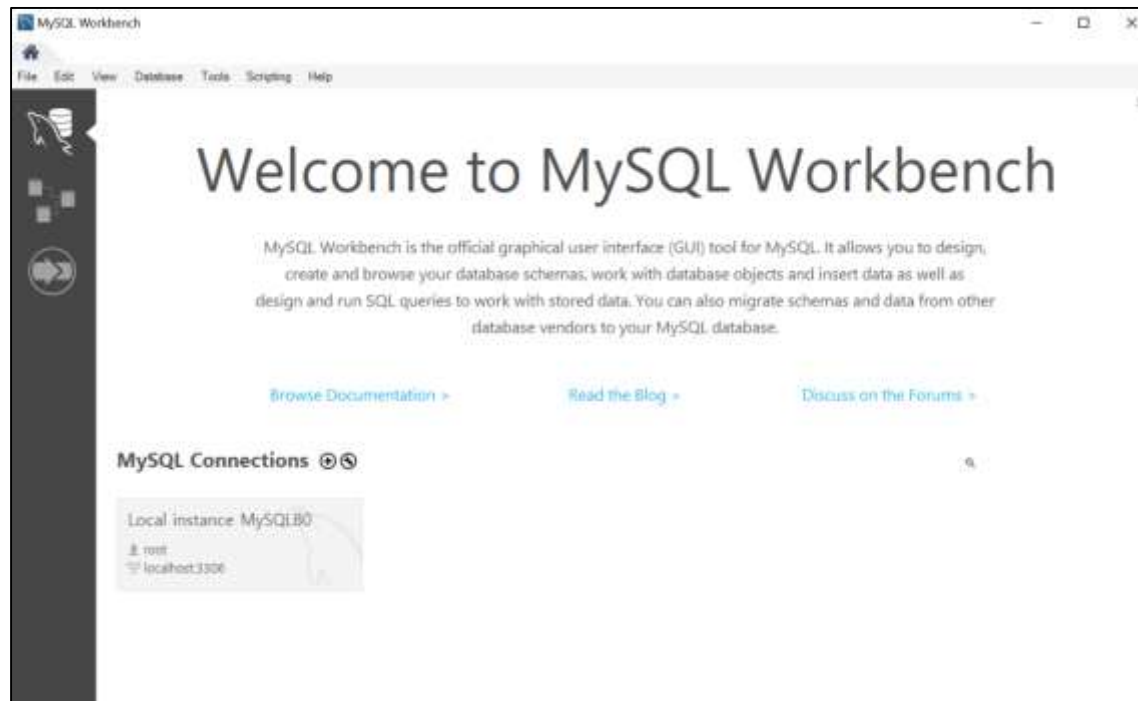 MySQL Workbench
File Edit View Database Tools Scripting Help
Welcome to MySQL Workbench
MySQL Workbench is the official graphical user interface (GUI) tool for MySQL. It allows you to design,
create and browse your database schemas, work with database objects and insert data as well as
design and run SQL queries to work with stored data. You can also migrate schemas and data from other
database vendors to your MySQL database.
Browse Documentation >
Read the Blog >
Discuss on the Forums >
MySQL Connections
Local instance MySQL80
root
localhost:3306